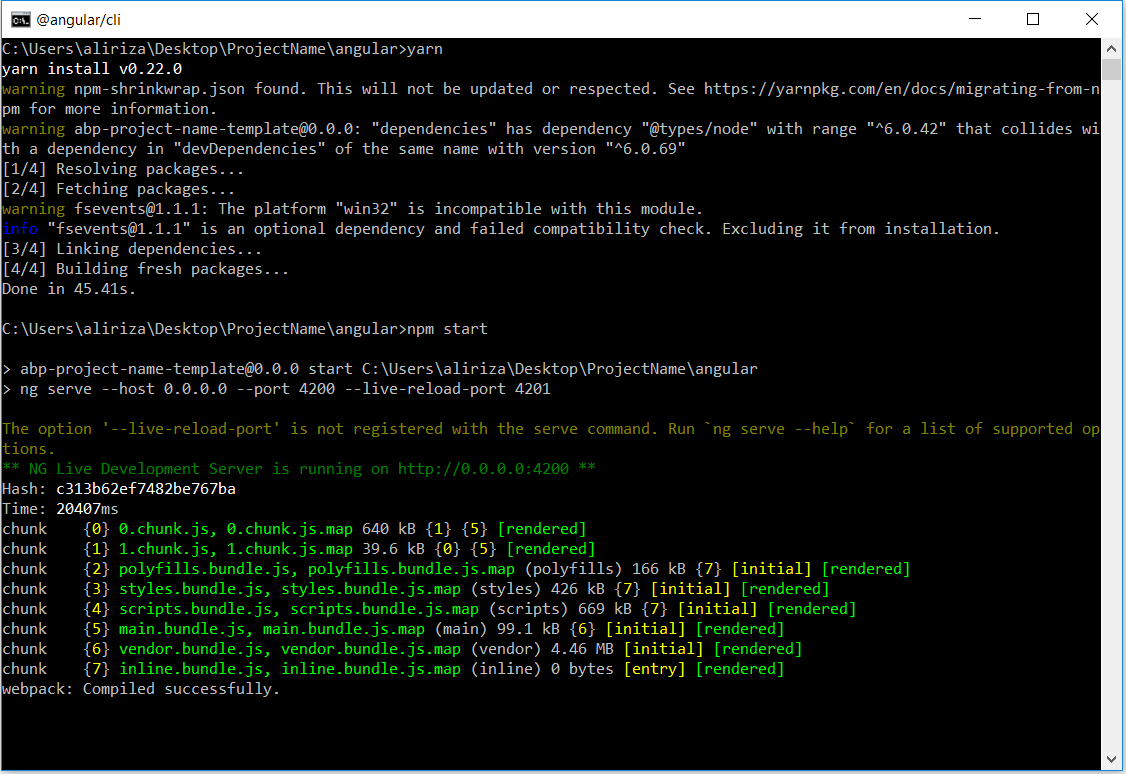 @angular/cli
C:\Users\aliriza\Desktop\ProjectName\angular>yarn
yarn install v0.22.0
warning npm-shrinkwrap.json found. This will not be updated or respected. See https://yarnpkg.com/en/docs/migrating-from-n
pm for more information.
warning abp-project-name-template@0.0.0: "dependencies" has dependency "@types/node" with range "^6.0.42" that collides wi
th a dependency in "devDependencies" of the same name with version "^6.0.69"
[1/4] Resolving packages...
[2/4] Fetching packages...
warning fsevents@1.1.1: The platform "win32" is incompatible with this module.
info "fsevents@1.1.1" is an optional dependency and failed compatibility check. Excluding it from installation.
[3/4] Linking dependencies...
[4/4] Building fresh packages...
Done in 45.41s.
C:\Users\aliriza\Desktop\ProjectName\angular>npm start
> abp-project-name-template@0.0.0 start C:\Users\aliriza\Desktop\ProjectName\angular
> ng serve --host 0.0.0.0 --port 4200 --live-reload-port 4201
The option '--live-reload-port' is not registered with the serve command. Run `ng serve --help` for a list of supported op
tions.
** NG Live Development Server is running on http://0.0.0.0:4200 **
Hash: c313b62ef7482be767ba
Time: 20407ms
chunk    {0} 0.chunk.js, 0.chunk.js.map 640 kB {1} {5} [rendered]
chunk    {1} 1.chunk.js, 1.chunk.js.map 39.6 kB {0} {5} [rendered]
chunk    {2} polyfills.bundle.js, polyfills.bundle.js.map (polyfills) 166 kB {7} [initial] [rendered]
chunk    {3} styles.bundle.js, styles.bundle.js.map (styles) 426 kB {7} [initial] [rendered]
chunk    {4} scripts.bundle.js, scripts.bundle.js.map (scripts) 669 kB {7} [initial] [rendered]
chunk    {5} main.bundle.js, main.bundle.js.map (main) 99.1 kB {6} [initial] [rendered]
chunk    {6} vendor.bundle.js, vendor.bundle.js.map (vendor) 4.46 MB [initial] [rendered]
chunk    {7} inline.bundle.js, inline.bundle.js.map (inline) 0 bytes [entry] [rendered]
webpack: Compiled successfully.